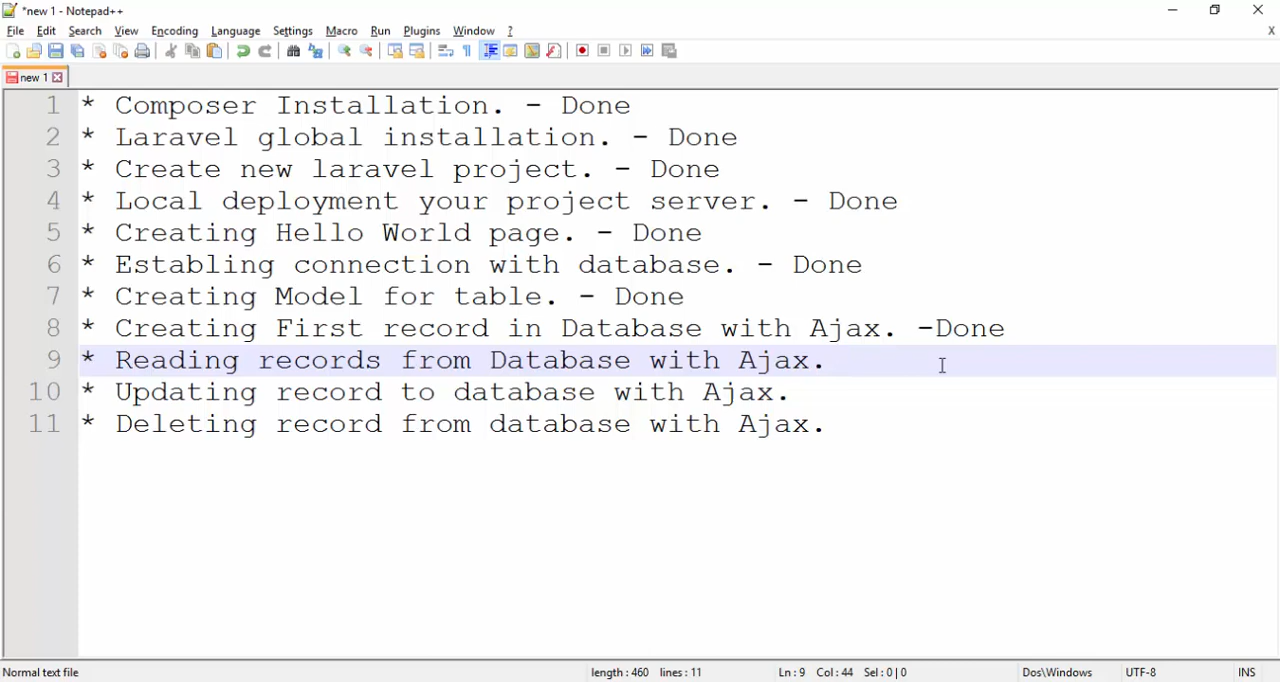 *new 1 - Notepad++
File Edit Search View Encoding Language Settings Macro Run Plugins Window ? X
new 1
1 * Composer Installation. - Done
2 * Laravel global installation. - Done
3 * Create new laravel project. - Done
4 * Local deployment your project server. - Done
5 * Creating Hello World page. - Done
6 * Establing connection with database. - Done
7 * Creating Model for table. - Done
8 * Creating First record in Database with Ajax. -Done
9 * Reading records from Database with Ajax.
10 * Updating record to database with Ajax.
11 * Deleting record from database with Ajax.
Normal text file length : 460 lines : 11 Ln : 9 Col : 44 Sel : 0 | 0 Dos\Windows UTF-8 INS